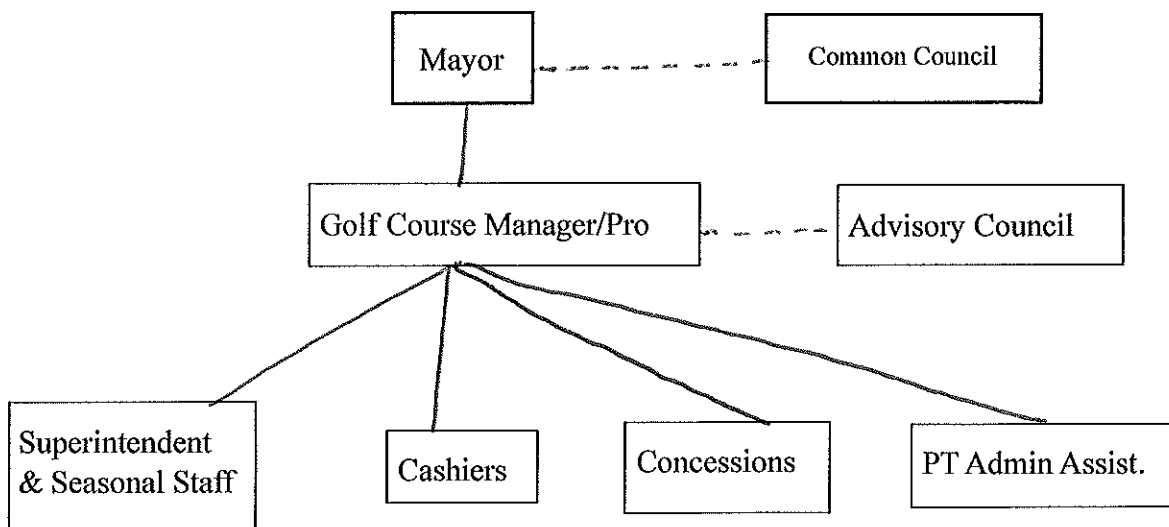 Mayor
Common Council
Golf Course Manager/Pro
Advisory Council
Superintendent
& Seasonal Staff
Cashiers
Concessions
PT Admin Assist.